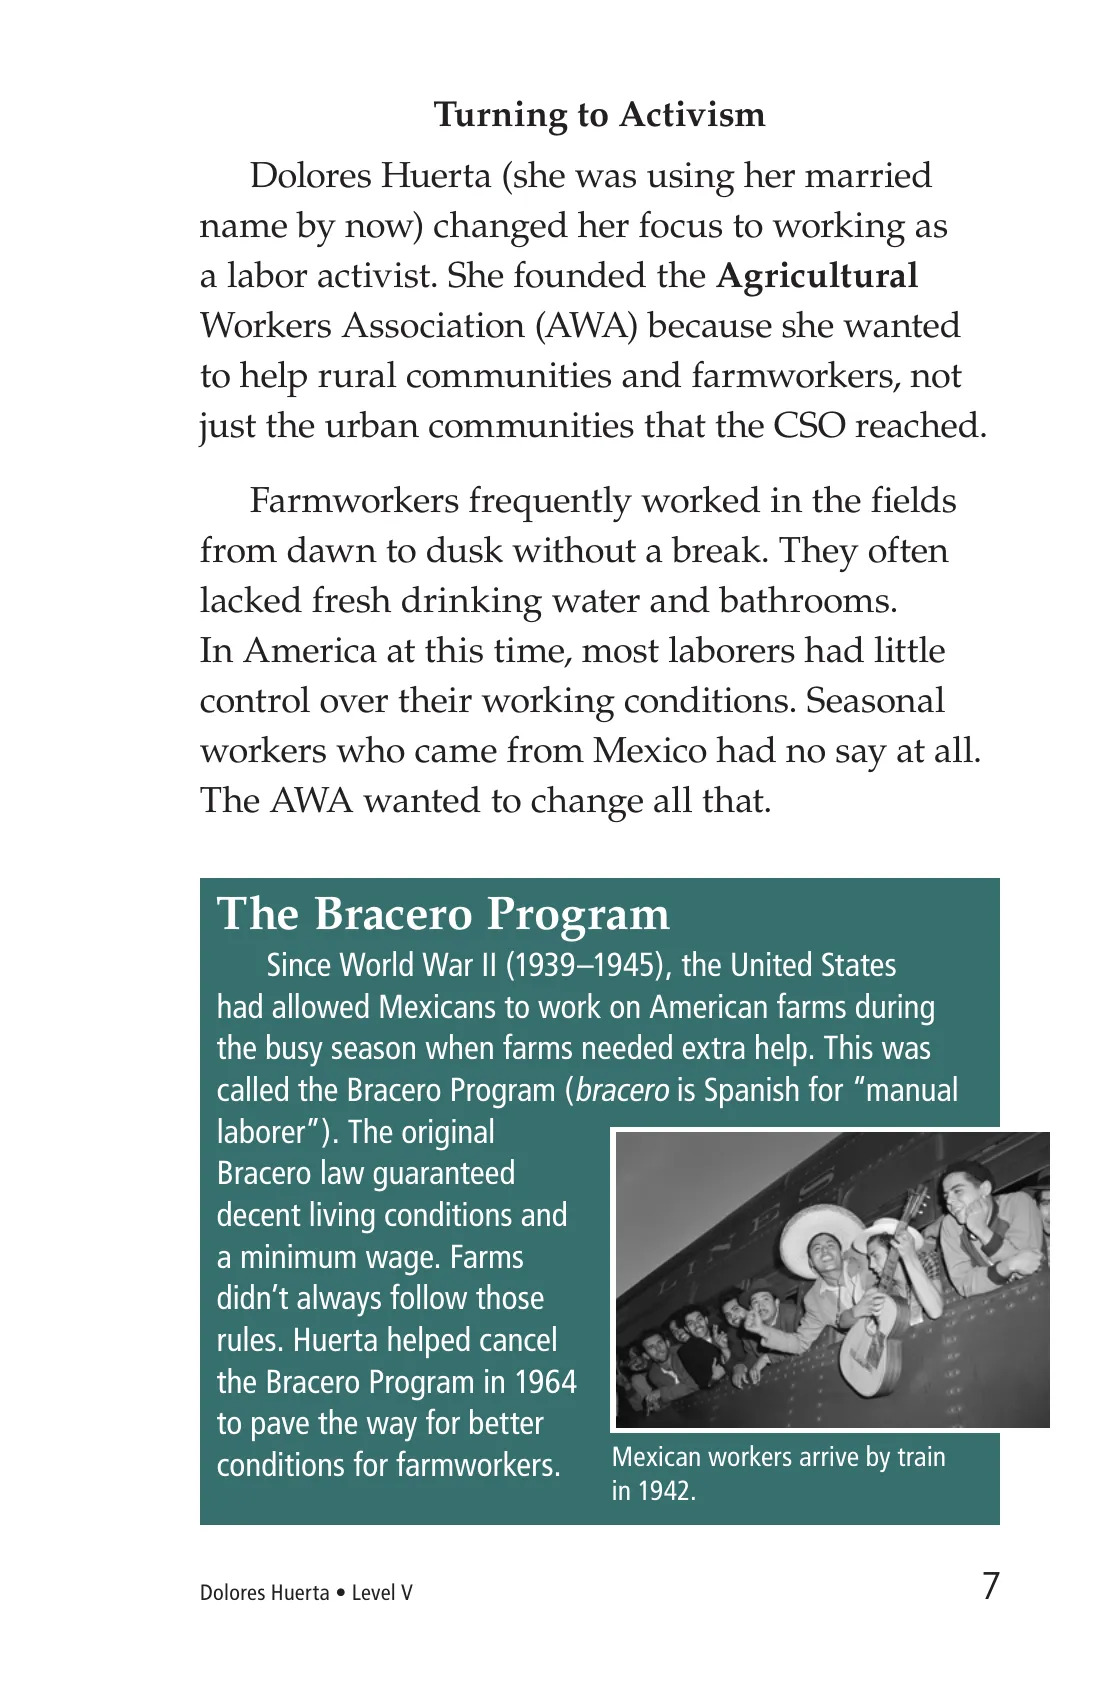 Turning to Activism
Dolores Huerta (she was using her married
name by now) changed her focus to working as
a labor activist. She founded the Agricultural
Workers Association (AWA) because she wanted
to help rural communities and farmworkers, not
just the urban communities that the CSO reached.
Farmworkers frequently worked in the fields
from dawn to dusk without a break. They often
lacked fresh drinking water and bathrooms.
In America at this time, most laborers had little
control over their working conditions. Seasonal
workers who came from Mexico had no say at all.
The AWA wanted to change all that.
The Bracero Program
Since World War II (1939–1945), the United States
had allowed Mexicans to work on American farms during
the busy season when farms needed extra help. This was
called the Bracero Program (bracero is Spanish for “manual
laborer”). The original
Bracero law guaranteed
decent living conditions and
a minimum wage. Farms
didn’t always follow those
rules. Huerta helped cancel
the Bracero Program in 1964
to pave the way for better
conditions for farmworkers.
Mexican workers arrive by train
in 1942.
Dolores Huerta • Level V
7